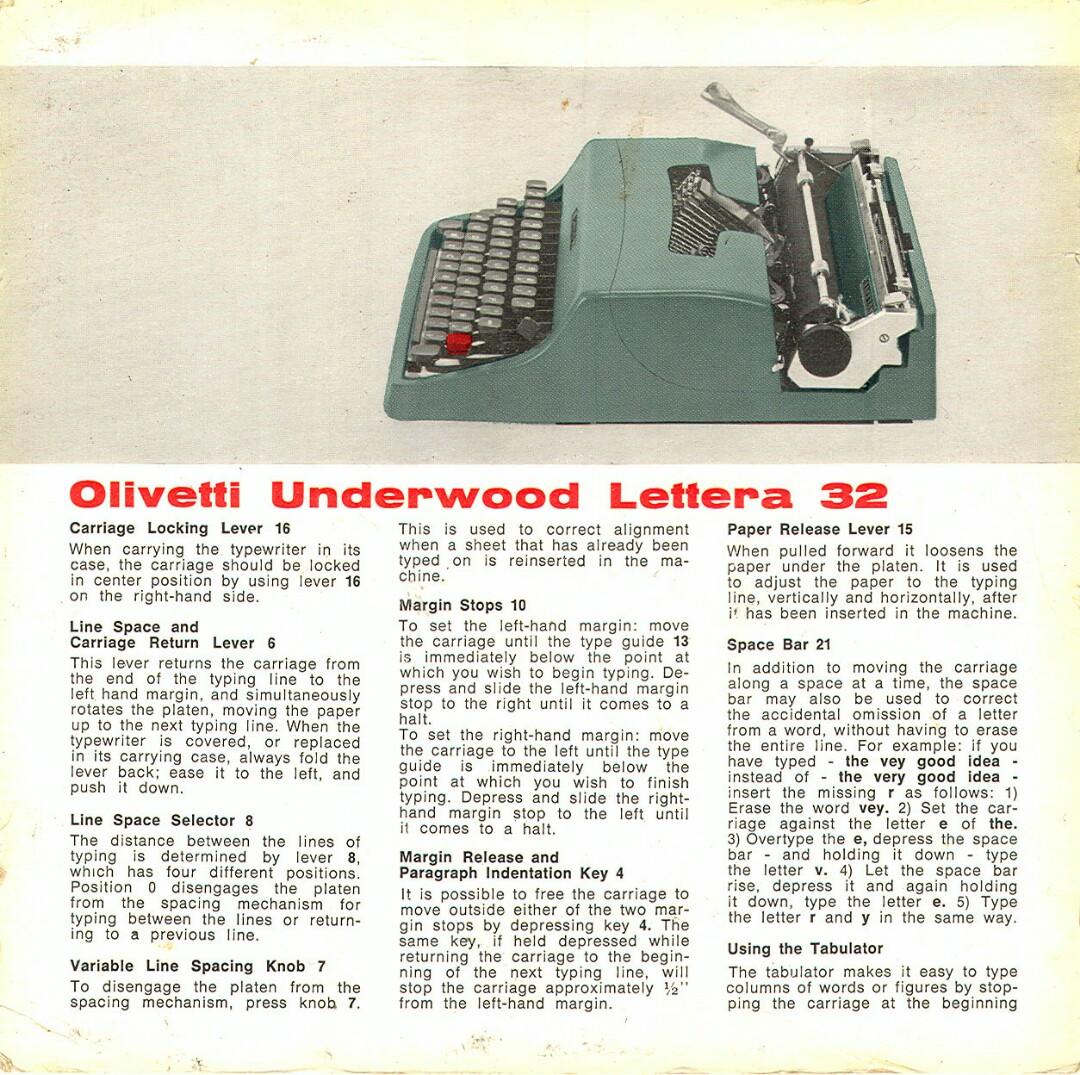 Olivetti Underwood Lettera 32
Carriage Locking Lever 16
When carrying the typewriter in its
case, the carriage should be locked
in center position by using lever 16
on the right-hand side.
Line Space and
Carriage Return Lever 6
This lever returns the carriage from
the end of the typing line to the
left hand margin, and simultaneously
rotates the platen, moving the paper
up to the next typing line. When the
typewriter is covered, or replaced
in its carrying case, always fold the
lever back; ease it to the left, and
push it down.
Line Space Selector 8
The distance between the lines of
typing is determined by lever 8,
which has four different positions.
Position 0 disengages the platen
from the spacing mechanism for
typing between the lines or return-
ing to a previous line.
Variable Line Spacing Knob 7
To disengage the platen from the
spacing mechanism, press knob 7.
This is used to correct alignment
when a sheet that has already been
typed on is reinserted in the ma-
chine.
Margin Stops 10
To set the left-hand margin: move
the carriage until the type guide 13
is immediately below the point at
which you wish to begin typing. De-
press and slide the left-hand margin
stop to the right until it comes to a
halt.
To set the right-hand margin: move
the carriage to the left until the type
guide is immediately below the
point at which you wish to finish
typing. Depress and slide the right-
hand margin stop to the left until
it comes to a halt.
Margin Release and
Paragraph Indentation Key 4
It is possible to free the carriage to
move outside either of the two mar-
gin stops by depressing key 4. The
same key, if held depressed while
returning the carriage to the begin-
ning of the next typing line, will
stop the carriage approximately ½"
from the left-hand margin.
Paper Release Lever 15
When pulled forward it loosens the
paper under the platen. It is used
to adjust the paper to the typing
line, vertically and horizontally, after
it has been inserted in the machine.
Space Bar 21
In addition to moving the carriage
along a space at a time, the space
bar may also be used to correct
the accidental omission of a letter
from a word, without having to erase
the entire line. For example: if you
have typed - the vey good idea -
instead of - the very good idea -
insert the missing r as follows: 1)
Erase the word vey. 2) Set the car-
riage against the letter e of the.
3) Overtype the e, depress the space
bar - and holding it down - type
the letter v. 4) Let the space bar
rise, depress it and again holding
it down, type the letter e. 5) Type
the letter r and y in the same way.
Using the Tabulator
The tabulator makes it easy to type
columns of words or figures by stop-
ping the carriage at the beginning